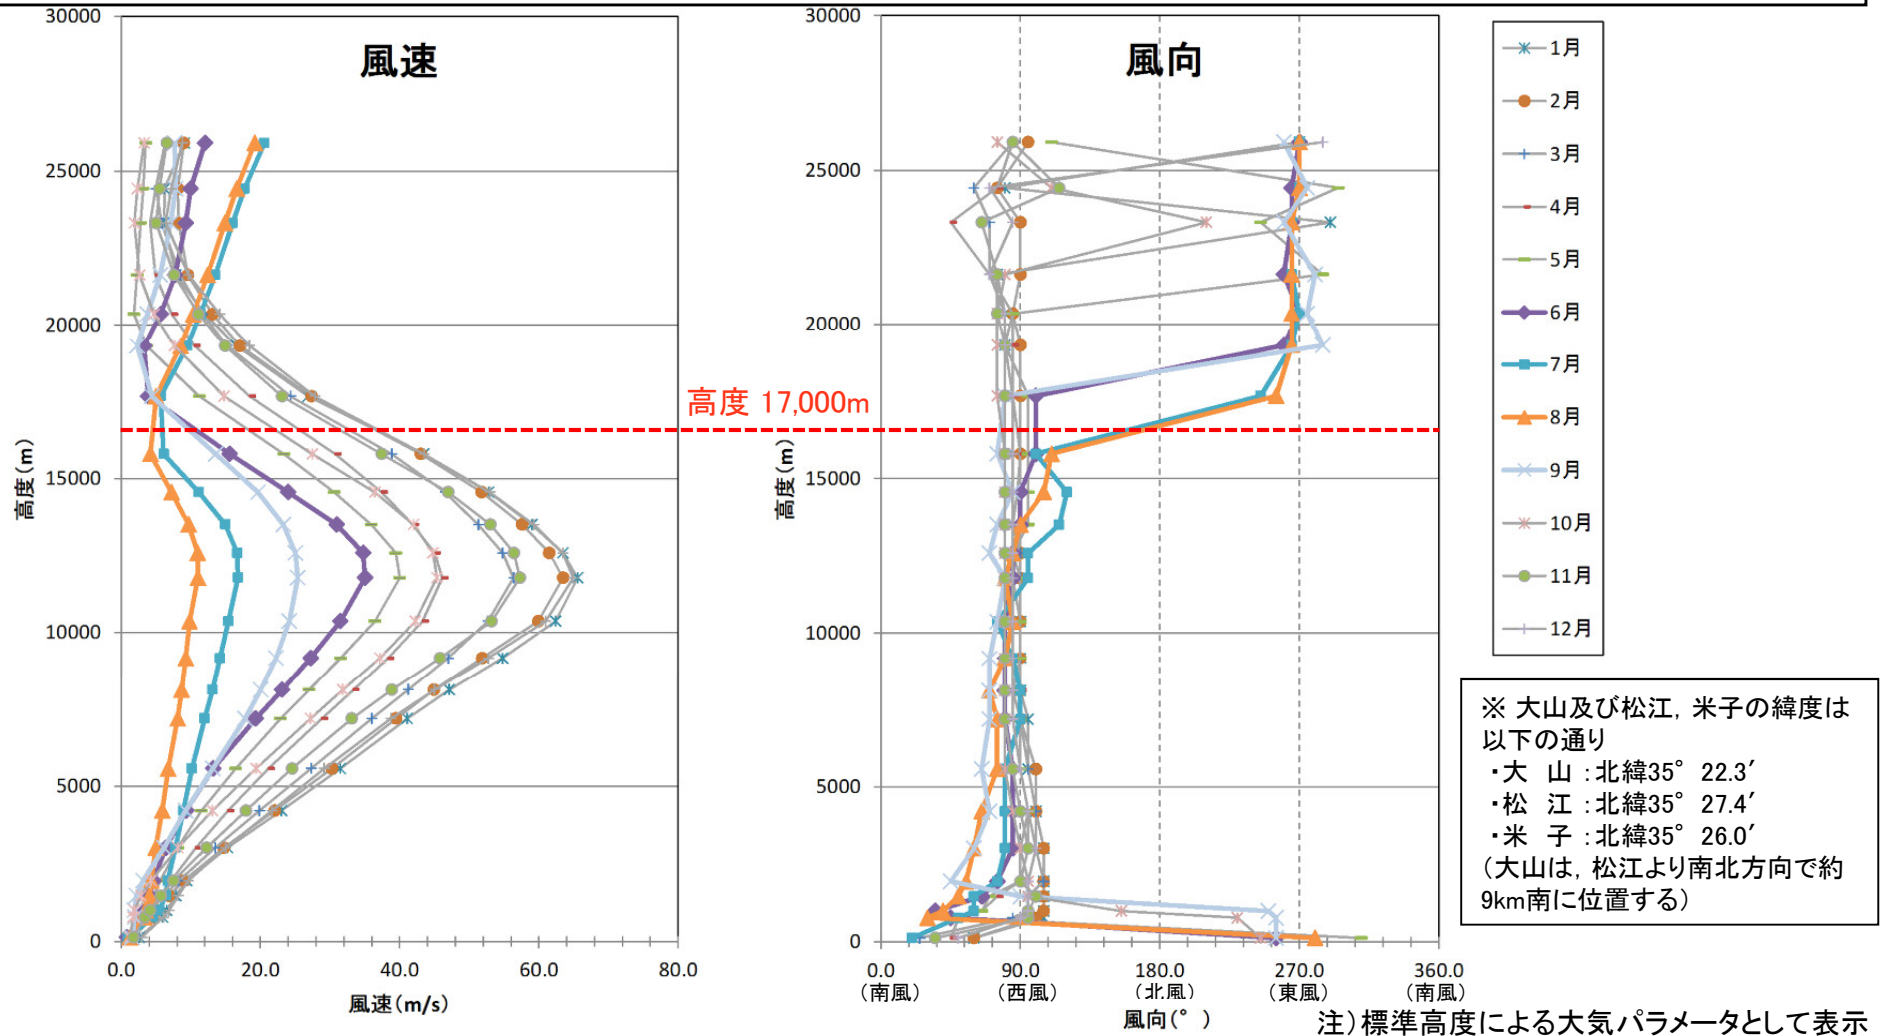 風速
30000
25000
20000
15000
10000
5000
0
高度(m)
0.0
20.0
40.0
60.0
80.0
風速(m/s)
高度 17,000m
風向
30000
25000
20000
15000
10000
5000
0
高度(m)
0.0
90.0
180.0
270.0
360.0
(南風)
(西風)
(北風)
(東風)
(南風)
風向(°)
1月
2月
3月
4月
5月
6月
7月
8月
9月
10月
11月
12月
※ 大山及び松江，米子の緯度は
以下の通り
・大 山：北緯35° 22.3′
・松 江：北緯35° 27.4′
・米 子：北緯35° 26.0′
(大山は，松江より南北方向で約
9km南に位置する)
注)標準高度による大気パラメータとして表示